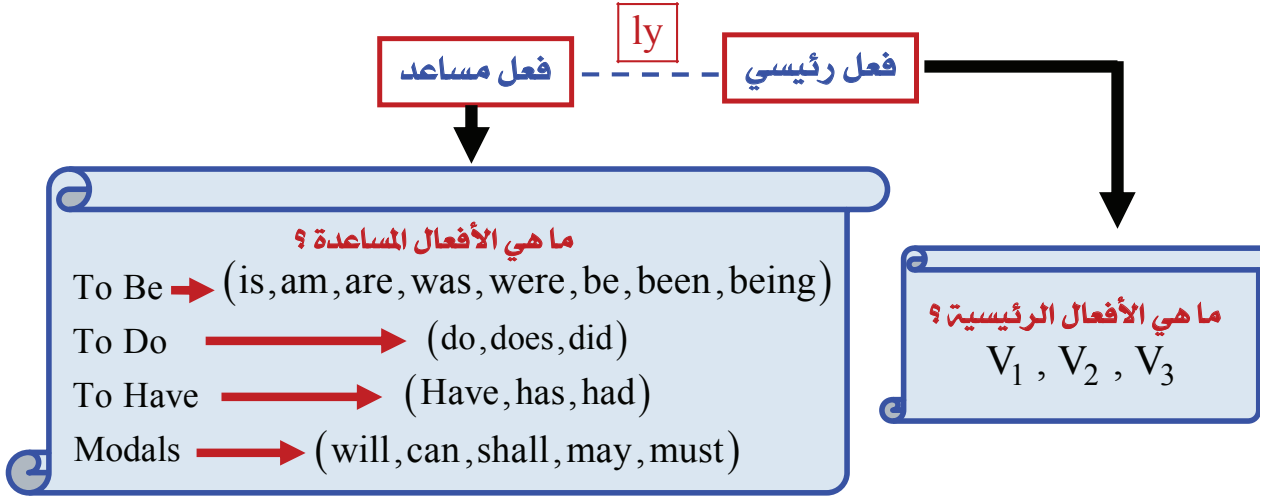 ly
فعل مساعد
فعل رئيسي
ما هي الأفعال المساعدة ؟
To Be (is,am,are,was,were,be,been,being)
To Do (do,does,did)
To Have (Have,has,had)
Modals (will,can,shall,may,must)
ما هي الأفعال الرئيسية ؟
V₁ , V₂ , V₃